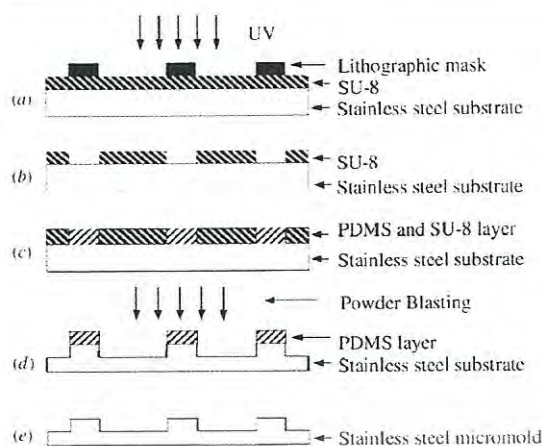 UV
Lithographic mask
SU-8
(a)
Stainless steel substrate
SU-8
(b)
Stainless steel substrate
PDMS and SU-8 layer
(c)
Stainless steel substrate
Powder Blasting
PDMS layer
(d)
Stainless steel substrate
(e)
Stainless steel micromold